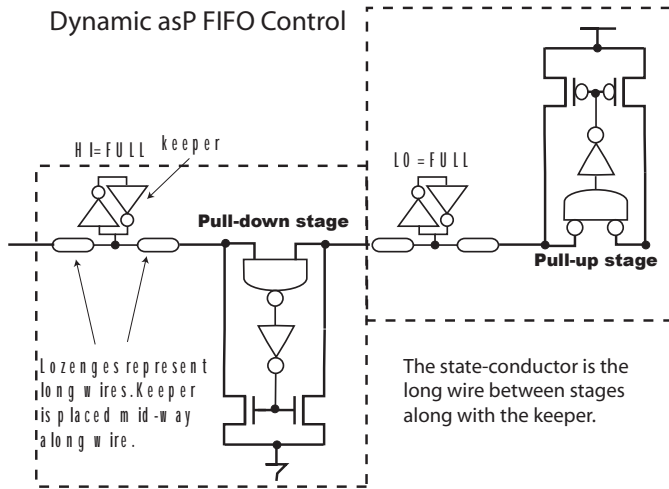 Dynamic asP FIFO Control
HI=FULL
keeper
LO=FULL
Pull-down stage
Pull-up stage
Lozenges represent
long wires.Keeper
is placed mid-way
along wire.
The state-conductor is the
long wire between stages
along with the keeper.